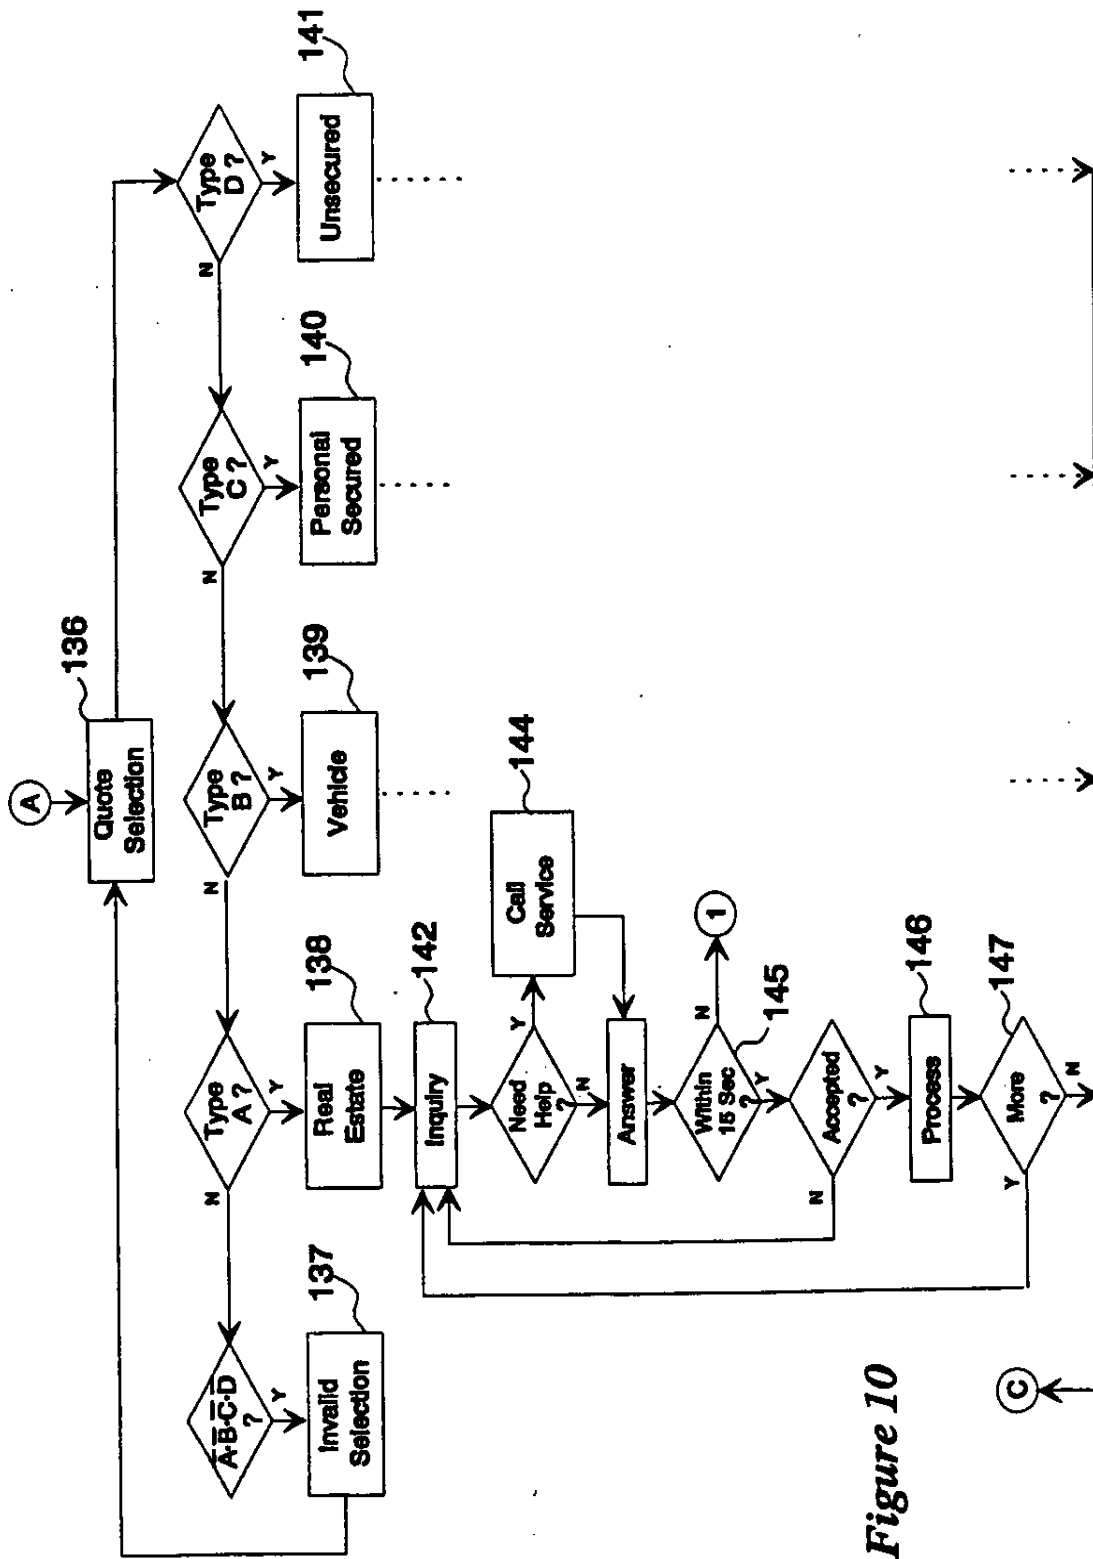 A
Quote
Selection
136
Type
D ?
N
Y
Unsecured
141
Type
C ?
N
Y
Personal
Secured
140
Type
B ?
N
Y
Vehicle
139
Type
A ?
N
Y
Real
Estate
138
A·B·C·D
?
Y
Invalid
Selection
137
Inquiry
142
Need
Help
?
Y
N
Call
Service
144
Answer
Within
15 Sec
?
145
N
Y
1
Accepted
?
N
Y
Process
146
More
?
147
Y
N
C
Figure 10